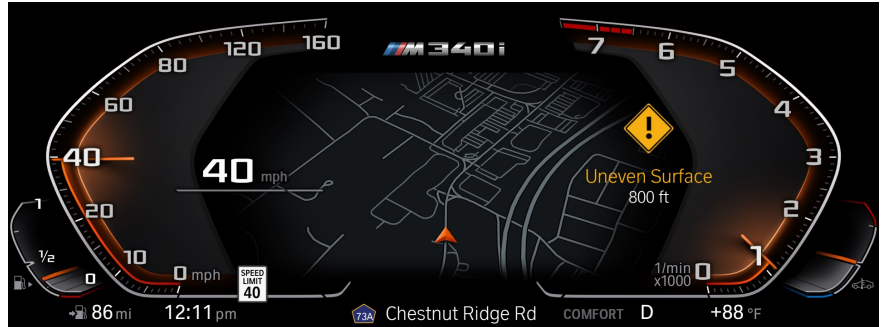 160
120
80
60
40
20
10
0 mph
M340i
7
6
5
4
3
2
1
0
1/min
x1000
40 mph
!
Uneven Surface
800 ft
1
1/2
0
SPEED
LIMIT
40
86 mi
12:11 pm
73A
Chestnut Ridge Rd
COMFORT D
+88 °F